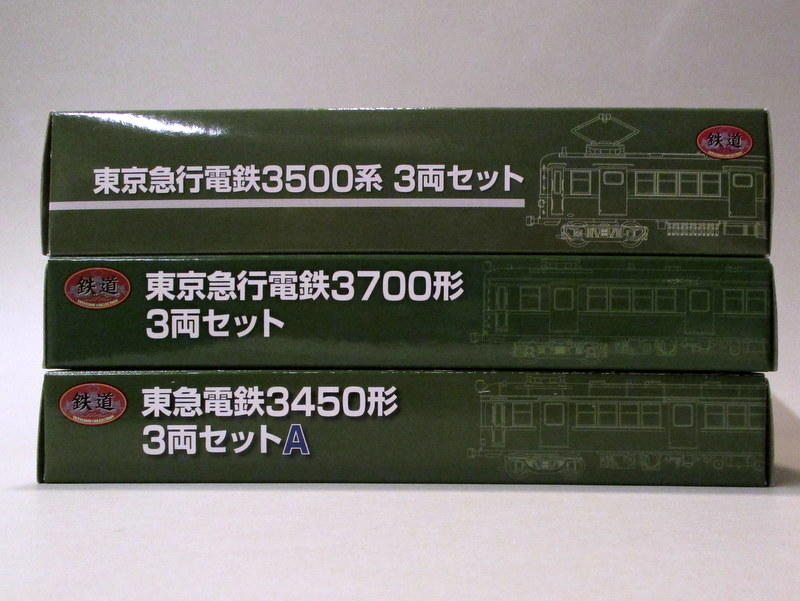 東京急行電鉄3500系 3両セット
鉄道
鉄道
東京急行電鉄3700形
3両セット
鉄道
東急電鉄3450形
3両セットA